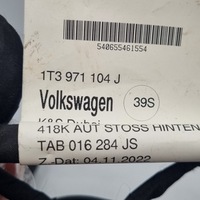 540655461554
1T3 971 104 J
Volkswagen 39S
K&S Dubai
418K AUT STOSS HINTEN
TAB 016 284 JS
Z-Dat: 04.11.2022